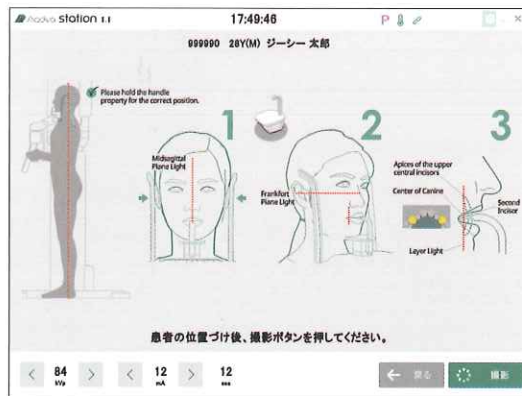 Aadva station 1.1
17:49:46
P
999990 28Y(M) ジーシー 太郎
Please hold the handle
property for the correct position.
1
Midsagittal
Plane Light
2
Frankfort
Plane Light
3
Apices of the upper
central incisors
Center of Canine
Second
Incisor
Layer Light
患者の位置づけ後、撮影ボタンを押してください。
84
kVp
12
mA
12
sec
戻る
撮影